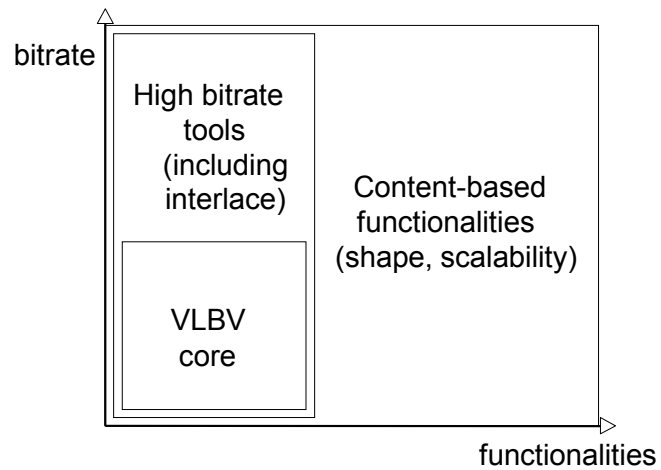 bitrate
High bitrate
tools
(including
interlace)
Content-based
functionalities
(shape, scalability)
VLBV
core
functionalities